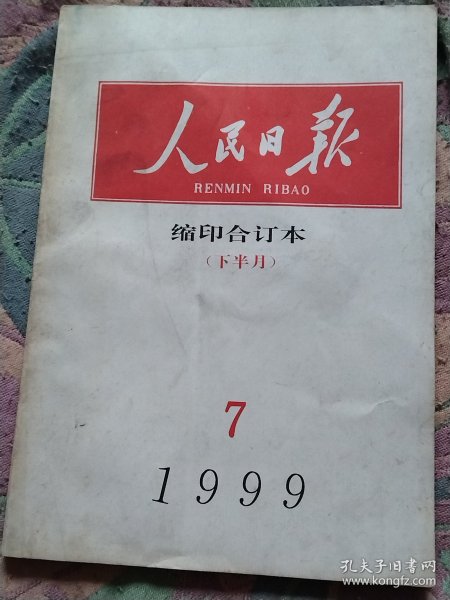 人民日报
RENMIN RIBAO
缩印合订本
(下半月)
7
1999
孔夫子旧书网
www.kongfz.com